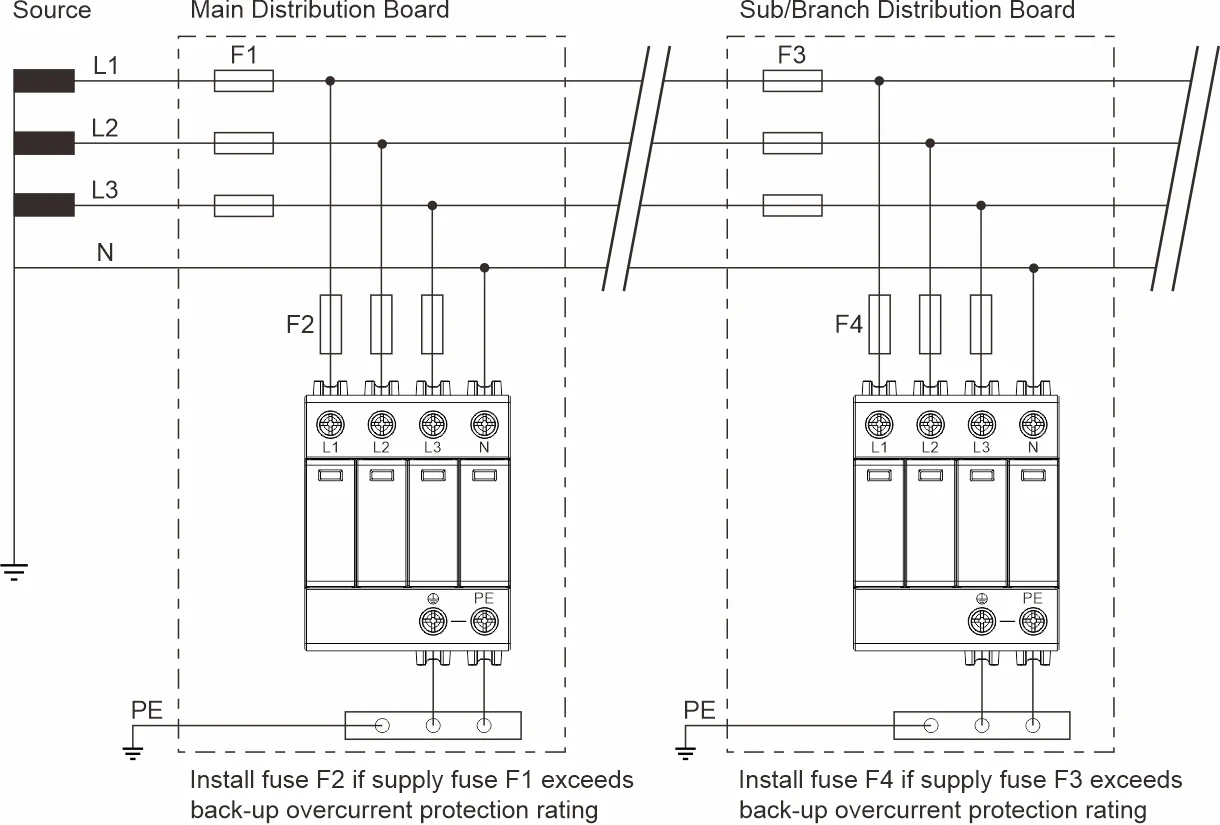 Source
Main Distribution Board
Sub/Branch Distribution Board
L1
F1
F3
L2
L3
N
F2
F4
L1 L2 L3 N
L1 L2 L3 N
PE
PE
PE
PE
Install fuse F2 if supply fuse F1 exceeds
back-up overcurrent protection rating
Install fuse F4 if supply fuse F3 exceeds
back-up overcurrent protection rating